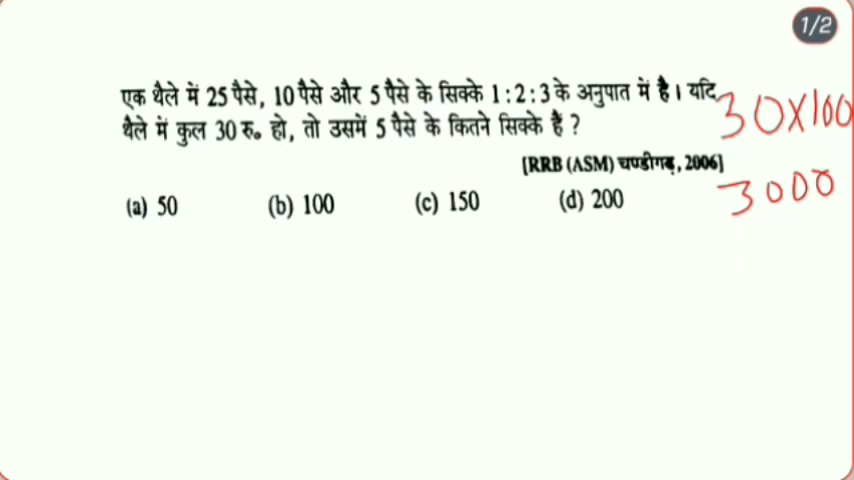 1/2
एक थैले में 25 पैसे, 10 पैसे और 5 पैसे के सिक्के 1 : 2 : 3 के अनुपात में है। यदि
थैले में कुल 30 रु० हो, तो उसमें 5 पैसे के कितने सिक्के हैं ?
[RRB (ASM) चण्डीगढ़, 2006]
(a) 50 (b) 100 (c) 150 (d) 200
30X100
3000